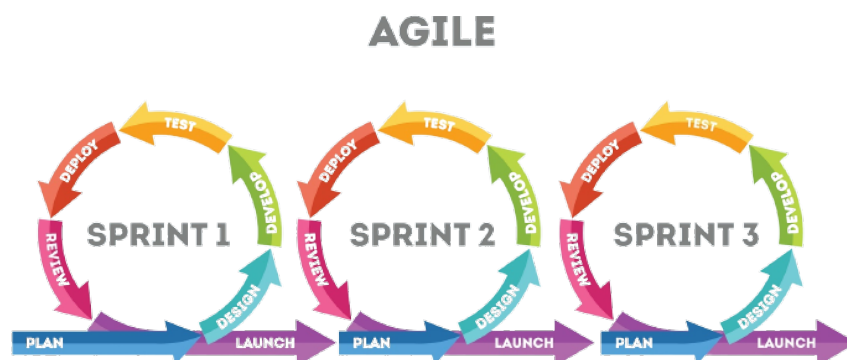 AGILE
PLAN
DESIGN
DEVELOP
TEST
DEPLOY
REVIEW
LAUNCH
SPRINT 1
PLAN
DESIGN
DEVELOP
TEST
DEPLOY
REVIEW
LAUNCH
SPRINT 2
PLAN
DESIGN
DEVELOP
TEST
DEPLOY
REVIEW
LAUNCH
SPRINT 3